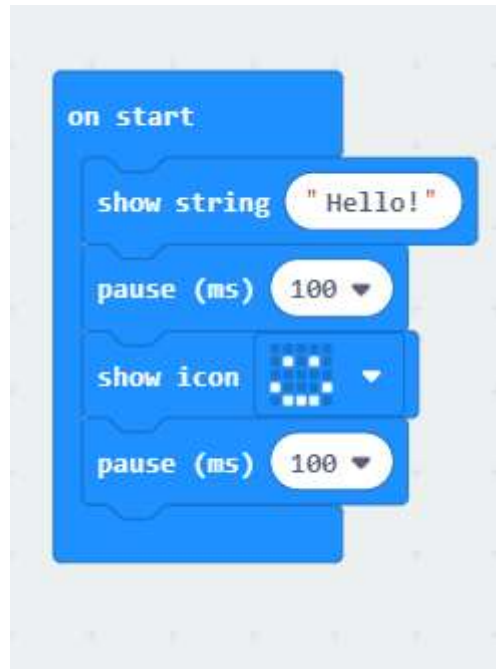 on start
show string "Hello!"
pause (ms) 100
show icon
pause (ms) 100